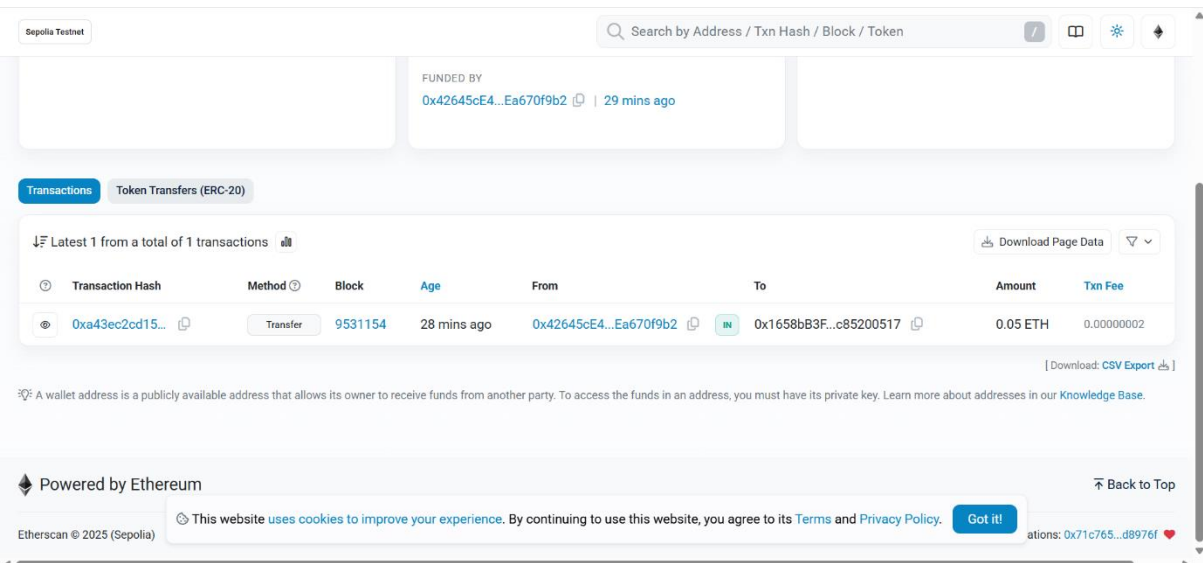 Sepolia Testnet
Search by Address / Txn Hash / Block / Token /
FUNDED BY
0x42645cE4...Ea670f9b2 | 29 mins ago
Transactions Token Transfers (ERC-20)
Latest 1 from a total of 1 transactions Download Page Data
Transaction Hash Method Block Age From To Amount Txn Fee
0xa43ec2cd15... Transfer 9531154 28 mins ago 0x42645cE4...Ea670f9b2 IN 0x1658bB3F...c85200517 0.05 ETH 0.00000002
[ Download: CSV Export ]
A wallet address is a publicly available address that allows its owner to receive funds from another party. To access the funds in an address, you must have its private key. Learn more about addresses in our Knowledge Base.
Powered by Ethereum Back to Top
This website uses cookies to improve your experience. By continuing to use this website, you agree to its Terms and Privacy Policy. Got it!
Etherscan © 2025 (Sepolia) ations: 0x71c765...d8976f